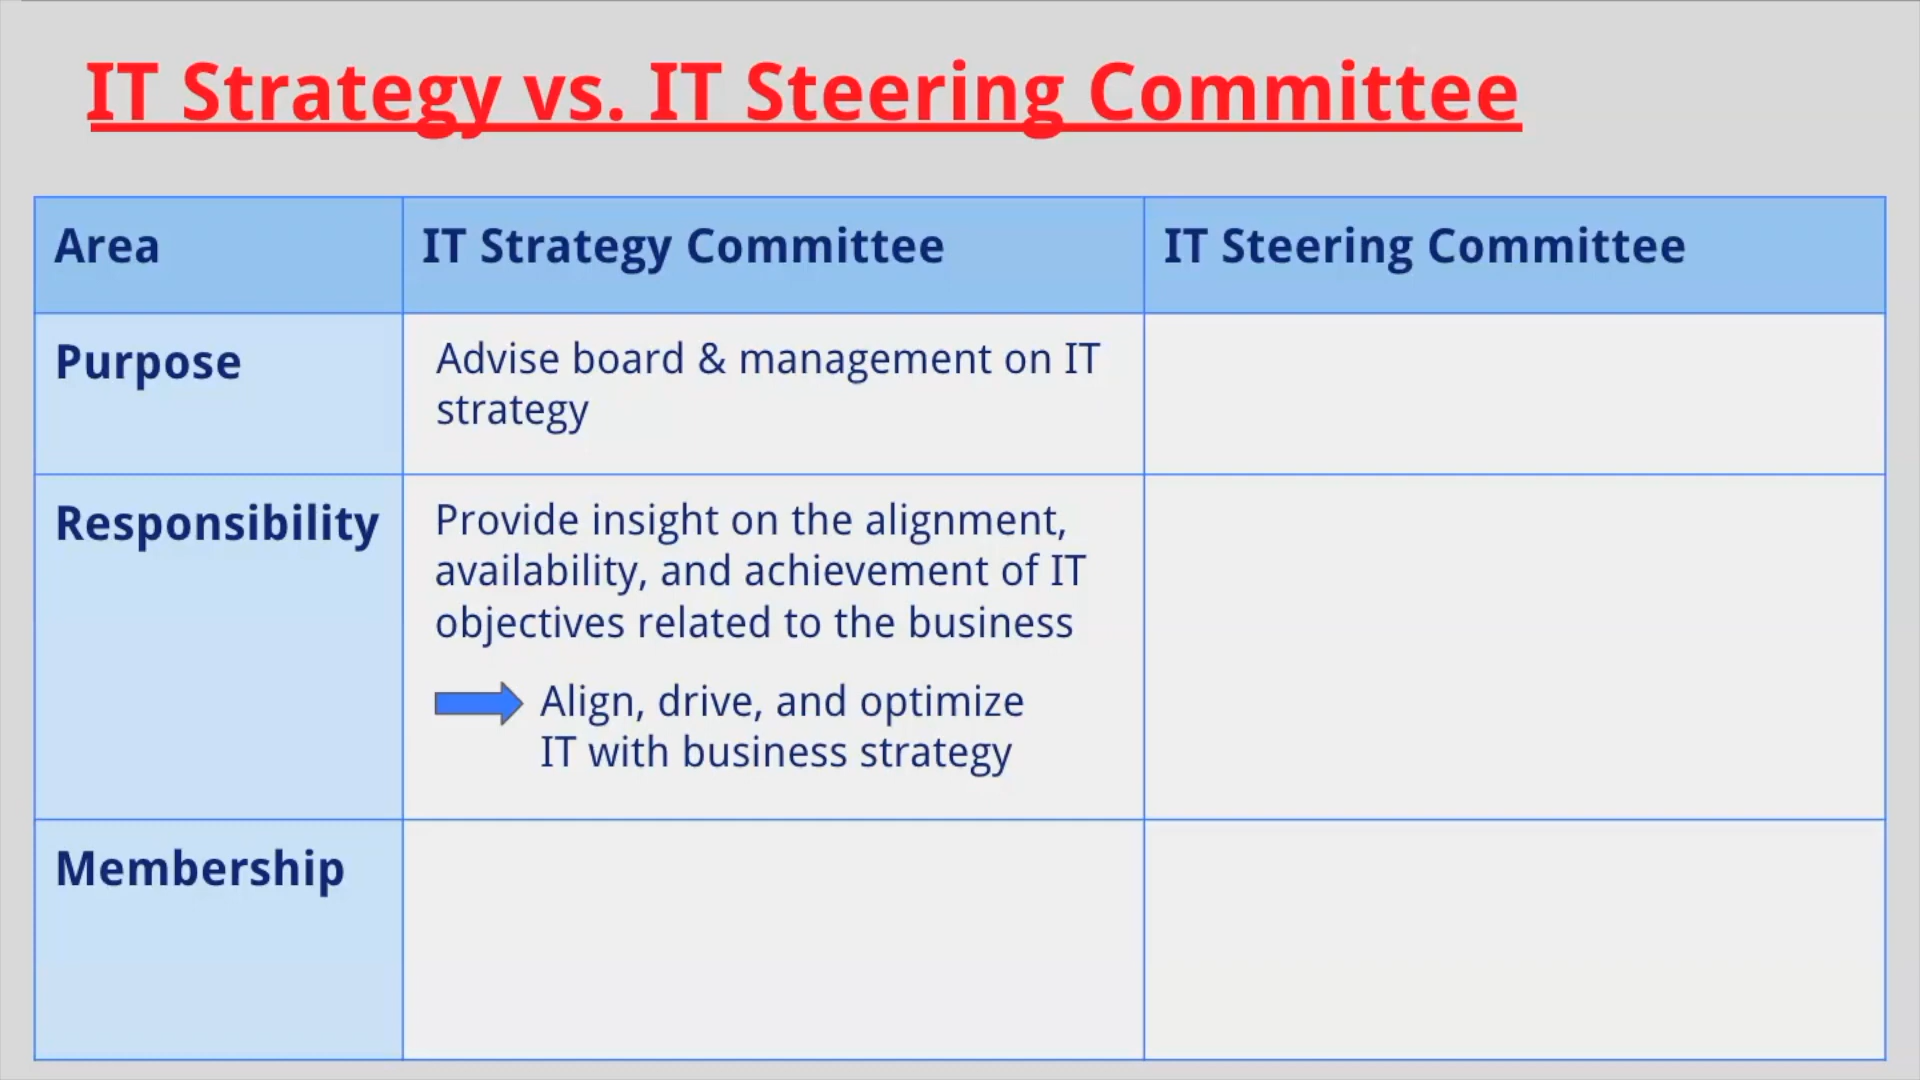 IT Strategy vs. IT Steering Committee
Area
IT Strategy Committee
IT Steering Committee
Purpose
Advise board & management on IT
strategy
Responsibility
Provide insight on the alignment,
availability, and achievement of IT
objectives related to the business
Align, drive, and optimize
IT with business strategy
Membership